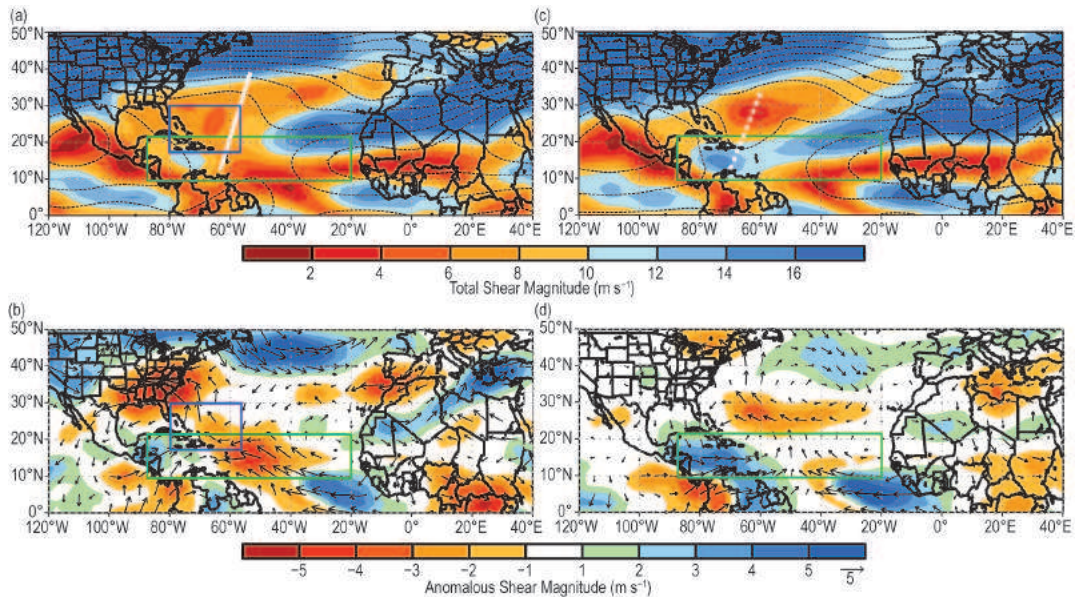 (a)
50°N
40°N
30°N
20°N
10°N
0°
120°W 100°W 80°W 60°W 40°W 20°W 0° 20°E 40°E
(c)
50°N
40°N
30°N
20°N
10°N
0°
120°W 100°W 80°W 60°W 40°W 20°W 0° 20°E 40°E
2 4 6 8 10 12 14 16
Total Shear Magnitude (m s⁻¹)
(b)
50°N
40°N
30°N
20°N
10°N
0°
120°W 100°W 80°W 60°W 40°W 20°W 0° 20°E 40°E
(d)
50°N
40°N
30°N
20°N
10°N
0°
120°W 100°W 80°W 60°W 40°W 20°W 0° 20°E 40°E
−5 −4 −3 −2 −1 1 2 3 4 5 5
Anomalous Shear Magnitude (m s⁻¹)